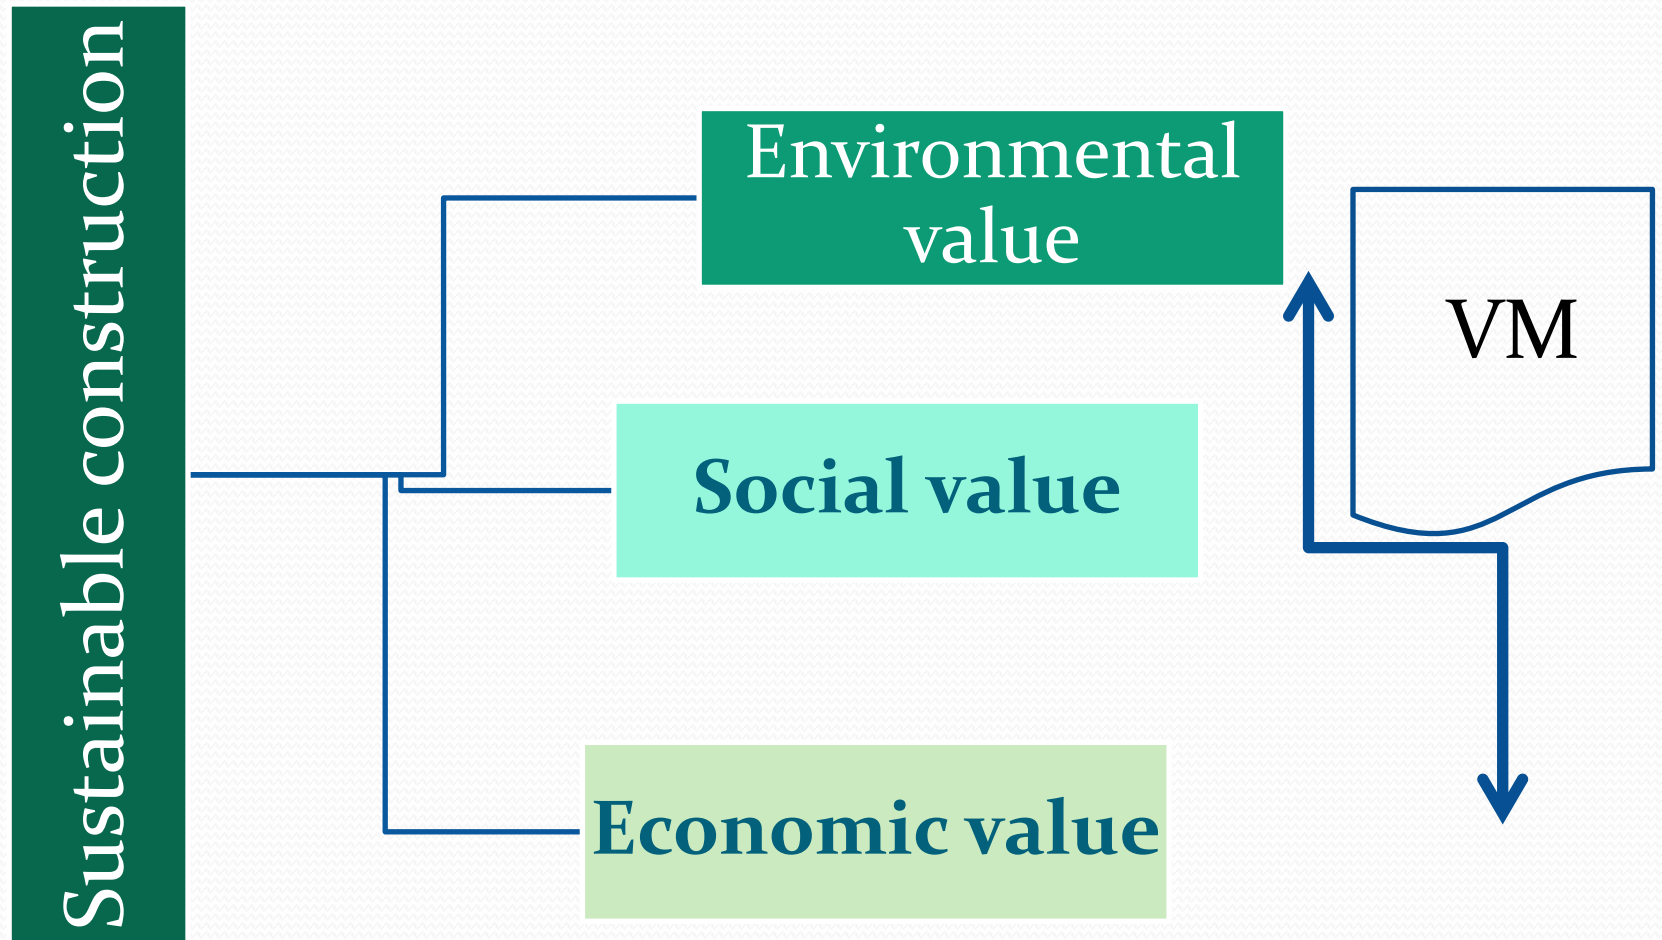 Sustainable construction
Environmental
value
VM
Social value
Economic value